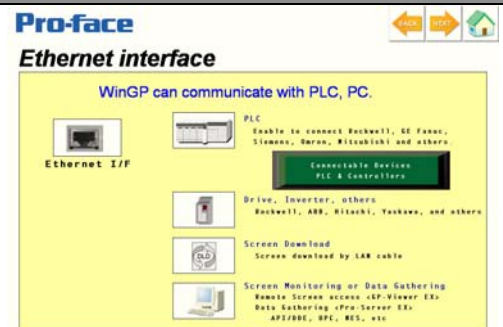 Pro-face
BACK NEXT
Ethernet interface
WinGP can communicate with PLC, PC.
Ethernet I/F
PLC
Enable to connect Rockwell, GE Fanuc,
Siemens, Omron, Mitsubishi and others.
Connectable Devices
PLC & Controllers
Drive, Inverter, others
Rockwell, ABB, Hitachi, Yaskawa, and others
DLD
Screen Download
Screen download by LAN cable
Screen Monitoring or Data Gathering
Remote Screen access <GP-Viewer EX>
Data Gathering <Pro-Server EX>
API/DDE, OPC, MES, etc